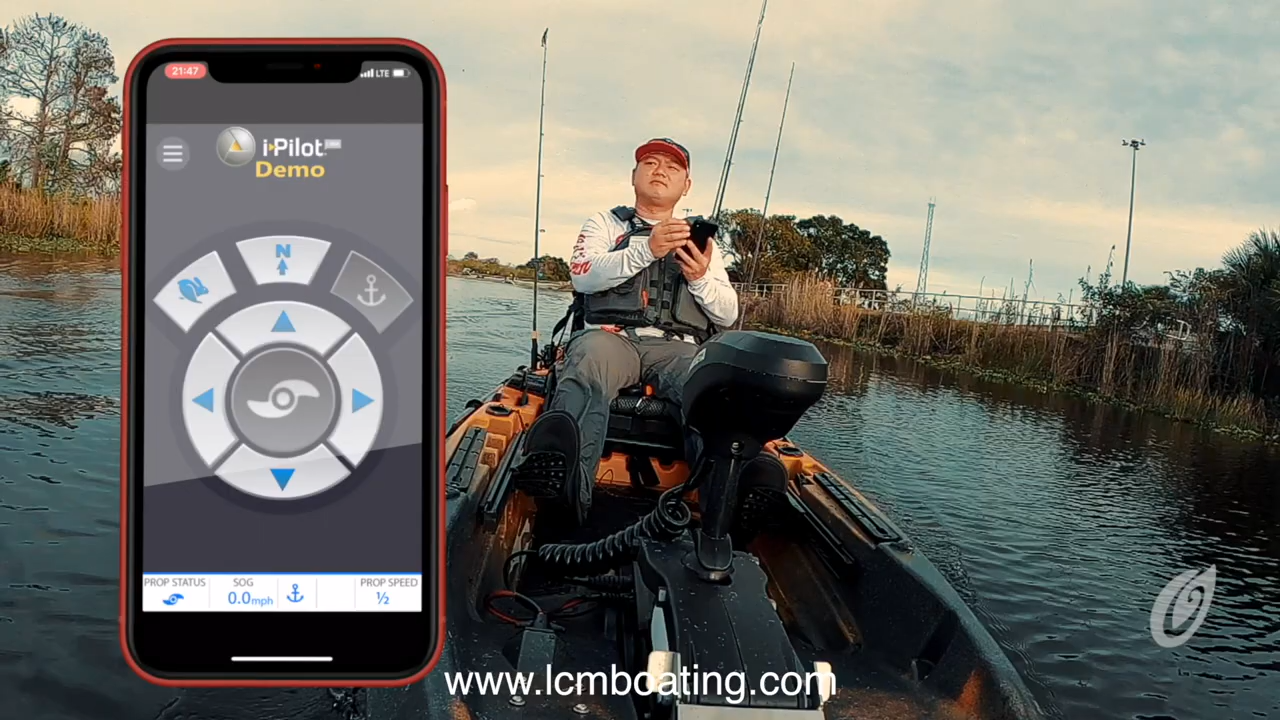 21:47
LTE
i-Pilot
Demo
N
PROP STATUS
SOG
0.0mph
PROP SPEED
½
www.lcmboating.com